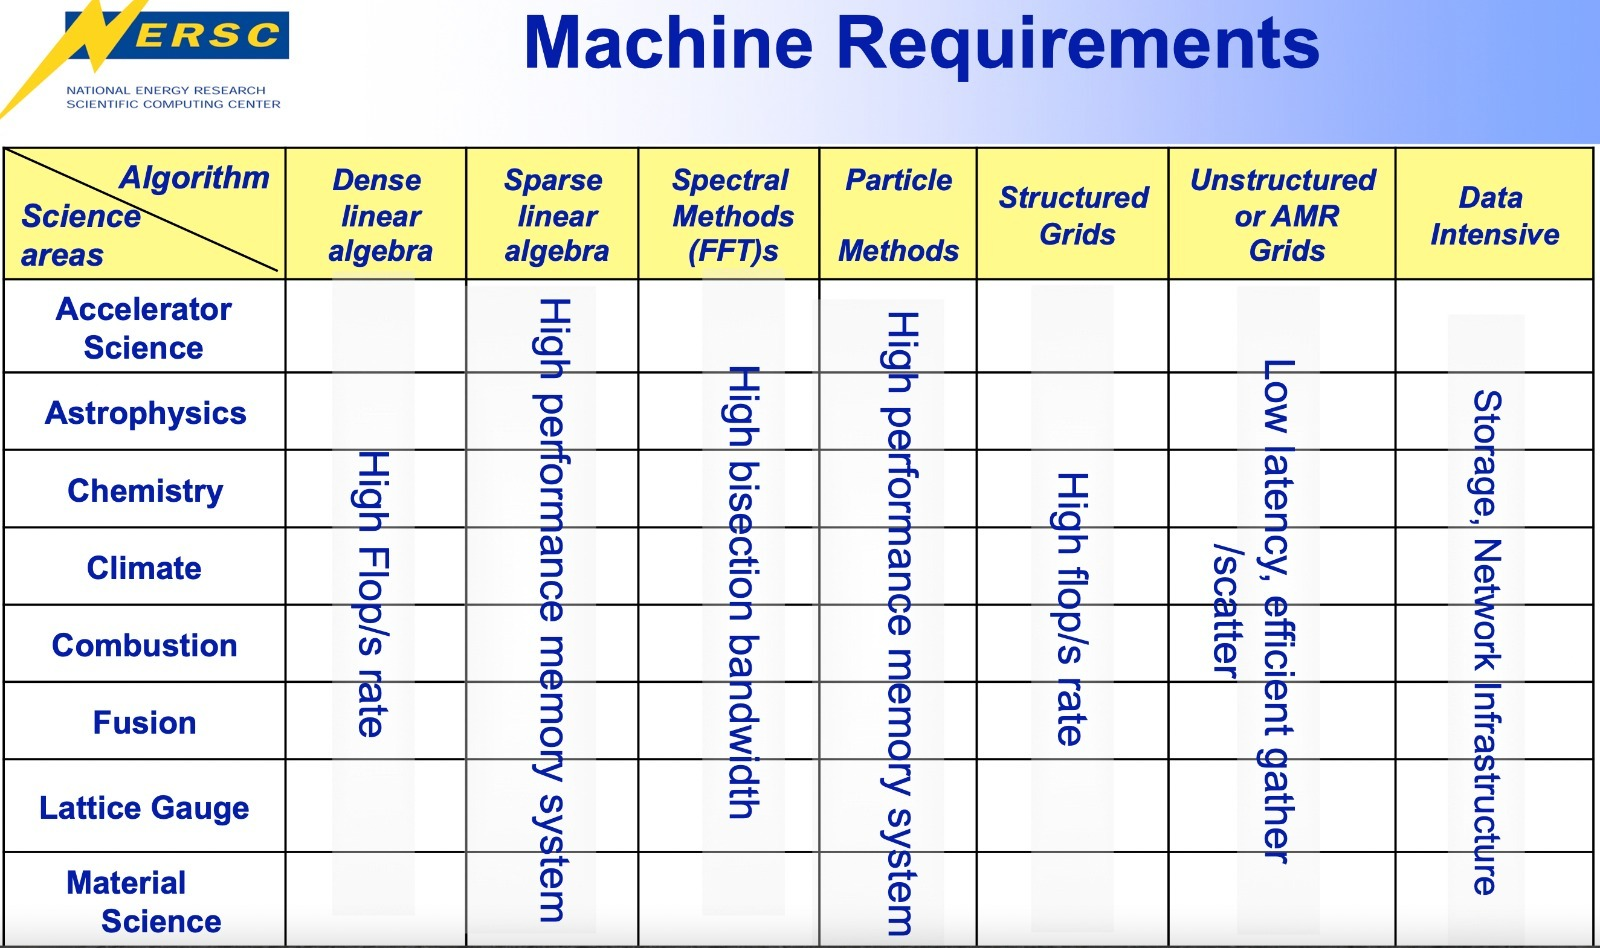 NERSC
NATIONAL ENERGY RESEARCH
SCIENTIFIC COMPUTING CENTER
Machine Requirements
Algorithm
Science
areas
Dense
linear
algebra
Sparse
linear
algebra
Spectral
Methods
(FFT)s
Particle
Methods
Structured
Grids
Unstructured
or AMR
Grids
Data
Intensive
Accelerator
Science
Astrophysics
Chemistry
Climate
Combustion
Fusion
Lattice Gauge
Material
Science
High Flop/s rate
High performance memory system
High bisection bandwidth
High performance memory system
High flop/s rate
Low latency, efficient gather
/scatter
Storage, Network Infrastructure